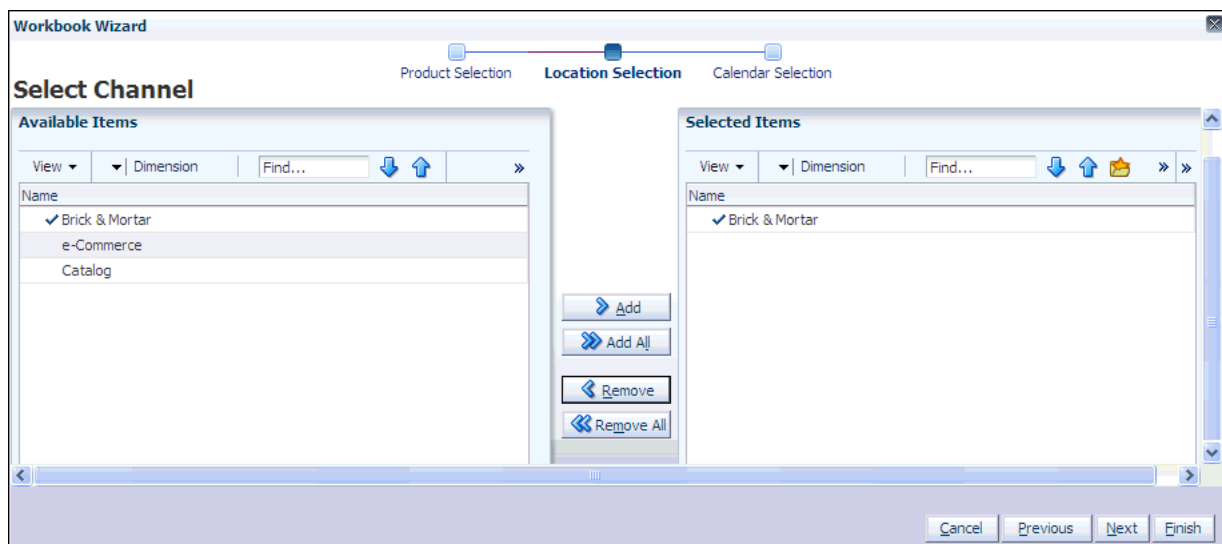 Workbook Wizard
Product Selection
Location Selection
Calendar Selection
Select Channel
Available Items
View
Dimension
Find...
»
Name
Brick & Mortar
e-Commerce
Catalog
Add
Add All
Remove
Remove All
Selected Items
View
Dimension
Find...
» »
Name
Brick & Mortar
Cancel
Previous
Next
Finish